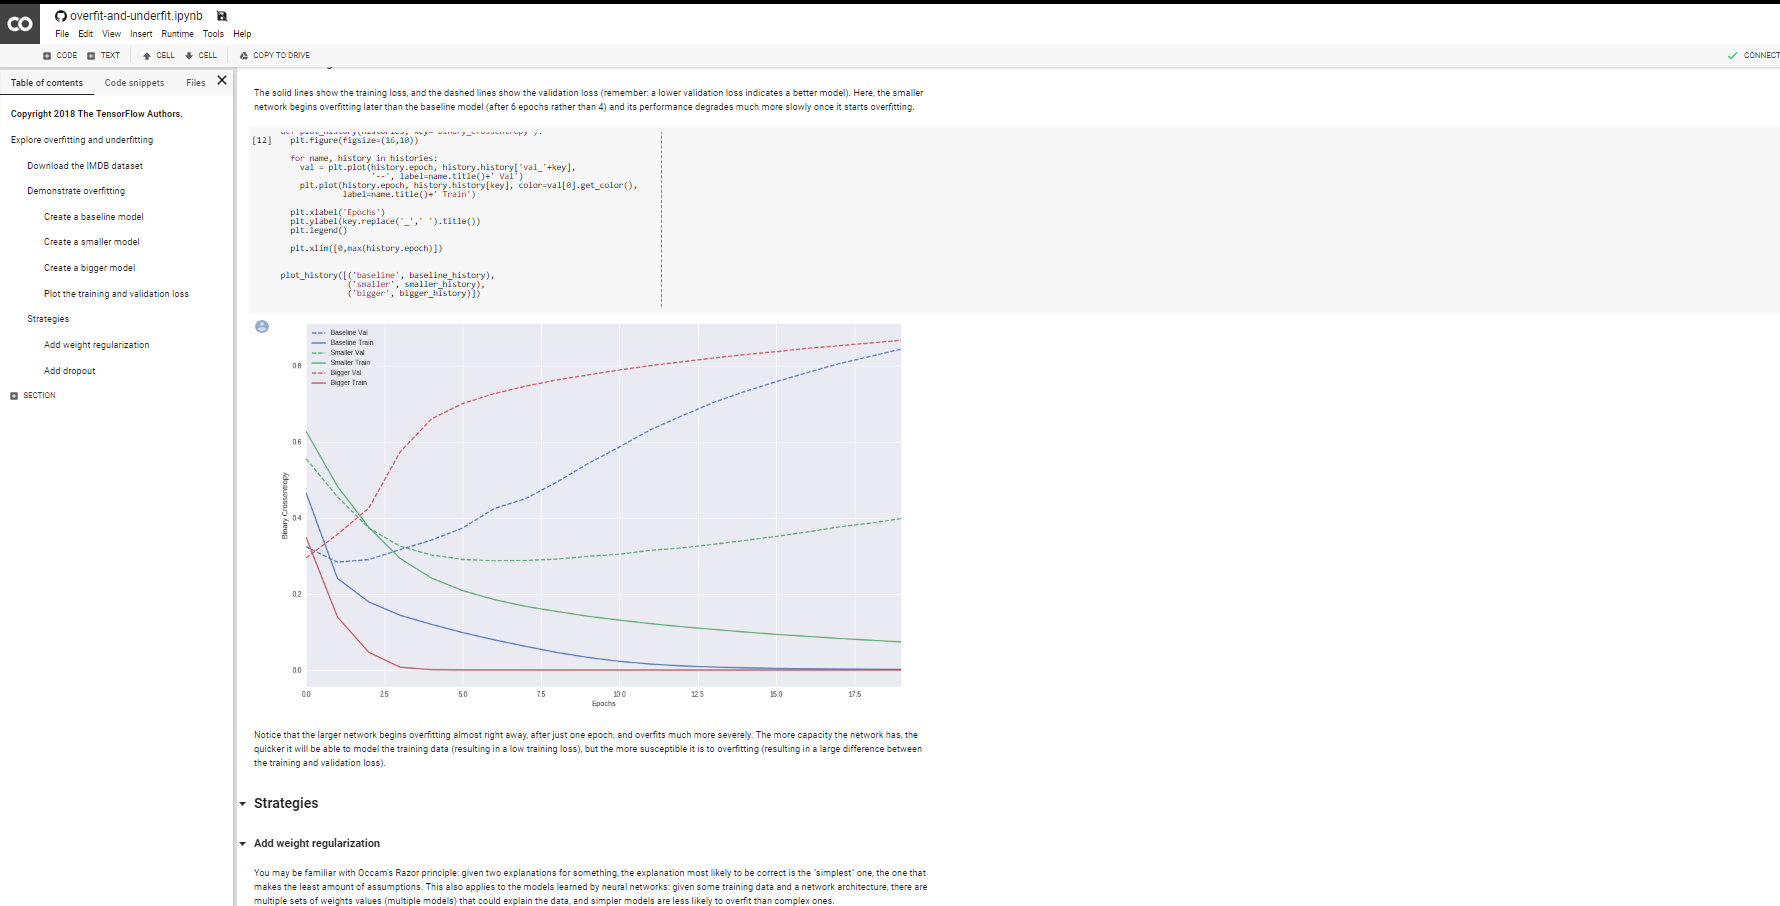 CO
overfit-and-underfit.ipynb
File Edit View Insert Runtime Tools Help
CODE TEXT CELL CELL COPY TO DRIVE
CONNECT
Table of contents Code snippets Files
Copyright 2018 The TensorFlow Authors.
Explore overfitting and underfitting
Download the IMDB dataset
Demonstrate overfitting
Create a baseline model
Create a smaller model
Create a bigger model
Plot the training and validation loss
Strategies
Add weight regularization
Add dropout
SECTION
The solid lines show the training loss, and the dashed lines show the validation loss (remember: a lower validation loss indicates a better model). Here, the smaller
network begins overfitting later than the baseline model (after 6 epochs rather than 4) and its performance degrades much more slowly once it starts overfitting.
def plot_history(histories, key='binary_crossentropy'):
[12] plt.figure(figsize=(16,10))
for name, history in histories:
val = plt.plot(history.epoch, history.history['val_'+key],
'--', label=name.title()+' Val')
plt.plot(history.epoch, history.history[key], color=val[0].get_color(),
label=name.title()+' Train')
plt.xlabel('Epochs')
plt.ylabel(key.replace('_',' ').title())
plt.legend()
plt.xlim([0,max(history.epoch)])
plot_history([('baseline', baseline_history),
('smaller', smaller_history),
('bigger', bigger_history)])
Baseline Val
Baseline Train
Smaller Val
Smaller Train
Bigger Val
Bigger Train
0.8
0.6
0.4
0.2
0.0
Binary Crossentropy
0.0 2.5 5.0 7.5 10.0 12.5 15.0 17.5
Epochs
Notice that the larger network begins overfitting almost right away, after just one epoch, and overfits much more severely. The more capacity the network has, the
quicker it will be able to model the training data (resulting in a low training loss), but the more susceptible it is to overfitting (resulting in a large difference between
the training and validation loss).
Strategies
Add weight regularization
You may be familiar with Occam's Razor principle: given two explanations for something, the explanation most likely to be correct is the "simplest" one, the one that
makes the least amount of assumptions. This also applies to the models learned by neural networks: given some training data and a network architecture, there are
multiple sets of weights values (multiple models) that could explain the data, and simpler models are less likely to overfit than complex ones.